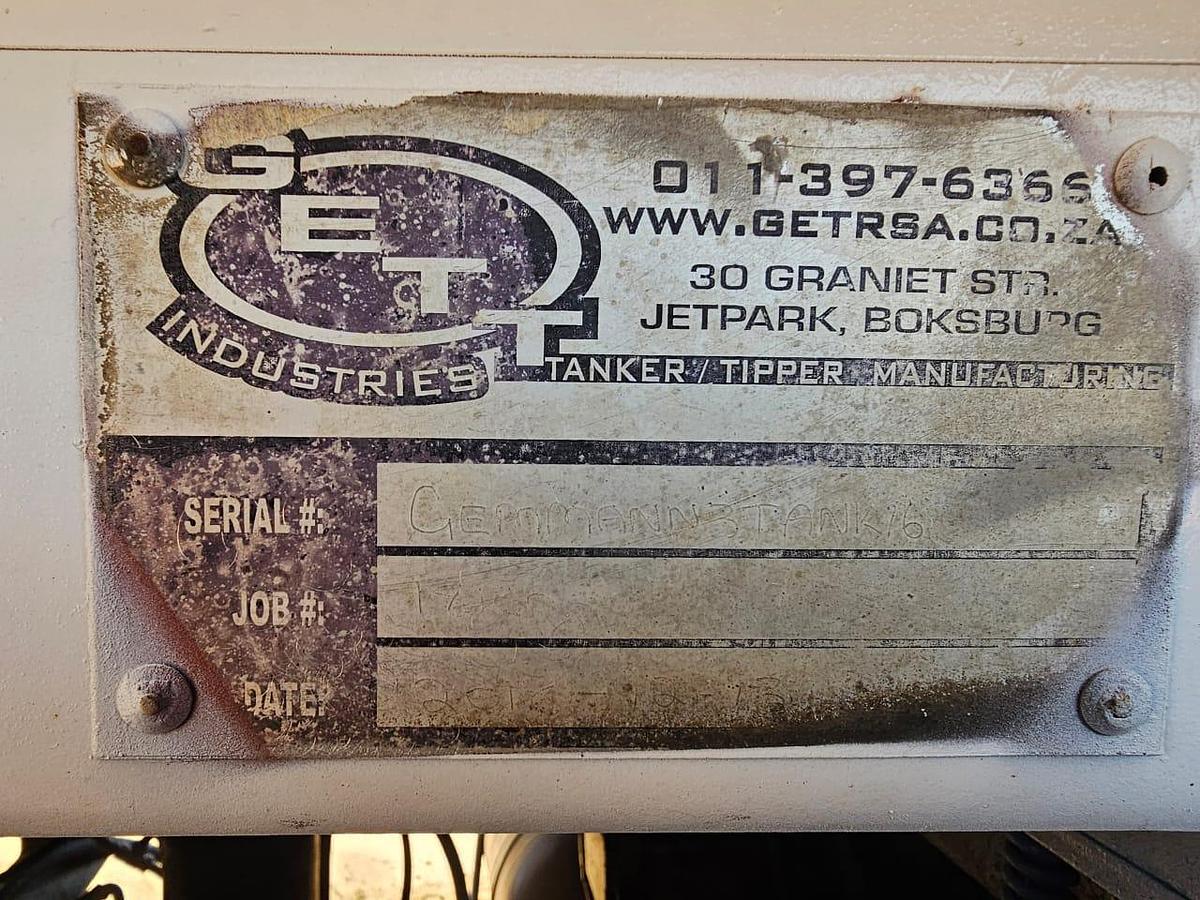 GETT
INDUSTRIES
011-397-6366
WWW.GETRSA.CO.ZA
30 GRANIET STR.
JETPARK, BOKSBURG
TANKER / TIPPER MANUFACTURING
SERIAL #:
JOB #:
DATE: